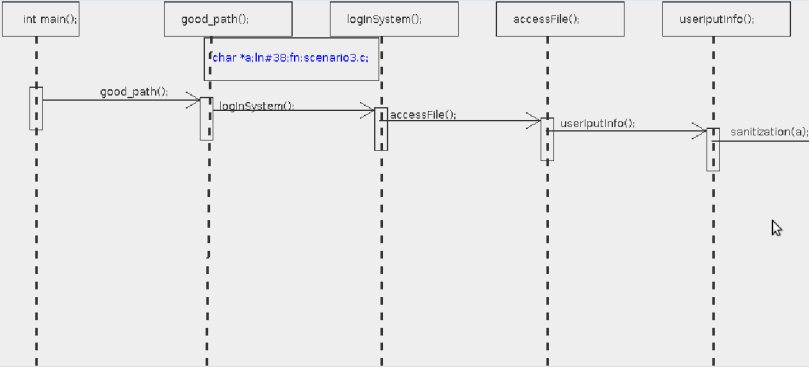 int main();
good_path();
logInSystem();
accessFile();
userIputInfo();
char *a;ln#38;fn:scenario3.c;
good_path();
logInSystem();
accessFile();
userIputInfo();
sanitization(a);